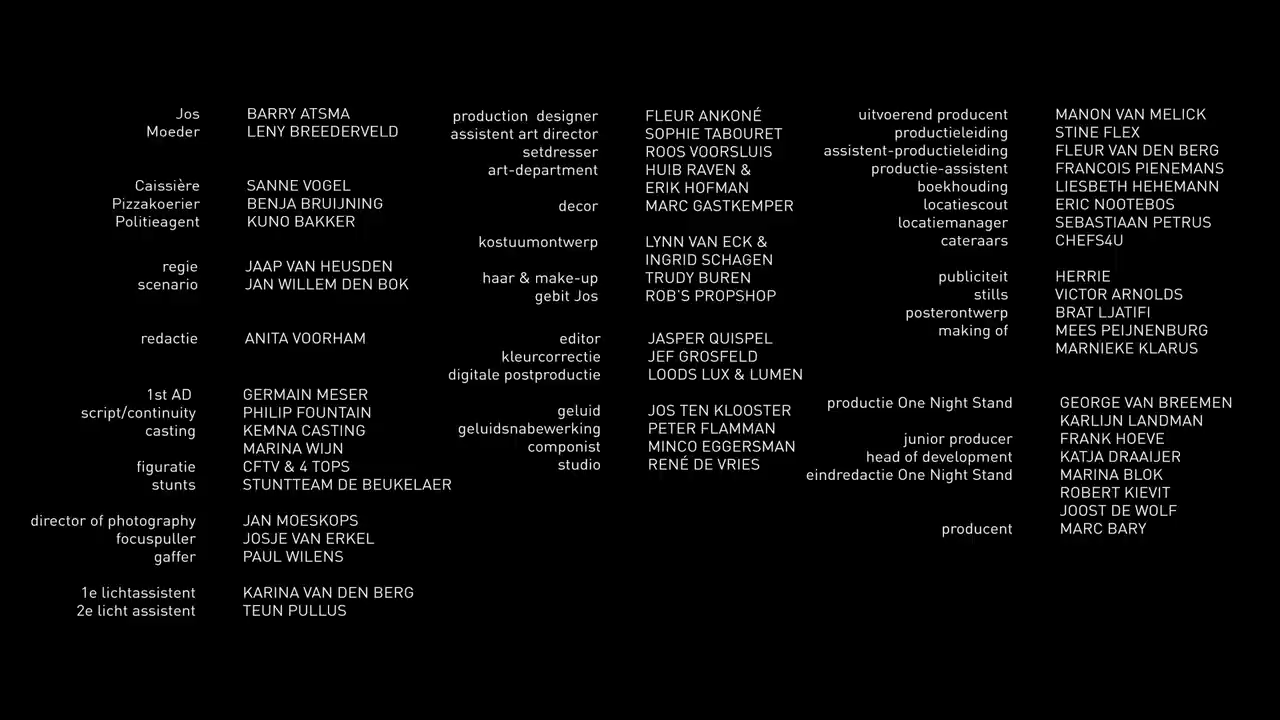 Jos BARRY ATSMA
Moeder LENY BREEDERVELD
Caissière SANNE VOGEL
Pizzakoerier BENJA BRUIJNING
Politieagent KUNO BAKKER
regie JAAP VAN HEUSDEN
scenario JAN WILLEM DEN BOK
redactie ANITA VOORHAM
1st AD GERMAIN MESER
script/continuity PHILIP FOUNTAIN
casting KEMNA CASTING
MARINA WIJN
figuratie CFTV & 4 TOPS
stunts STUNTTEAM DE BEUKELAER
director of photography JAN MOESKOPS
focuspuller JOSJE VAN ERKEL
gaffer PAUL WILENS
1e lichtassistent KARINA VAN DEN BERG
2e licht assistent TEUN PULLUS
production designer FLEUR ANKONÉ
assistent art director SOPHIE TABOURET
setdresser ROOS VOORSLUIS
art-department HUIB RAVEN &
ERIK HOFMAN
decor MARC GASTKEMPER
kostuumontwerp LYNN VAN ECK &
INGRID SCHAGEN
haar & make-up TRUDY BUREN
gebit Jos ROB'S PROPSHOP
editor JASPER QUISPEL
kleurcorrectie JEF GROSFELD
digitale postproductie LOODS LUX & LUMEN
geluid JOS TEN KLOOSTER
geluidsnabewerking PETER FLAMMAN
componist MINCO EGGERSMAN
studio RENÉ DE VRIES
uitvoerend producent MANON VAN MELICK
productieleiding STINE FLEX
assistent-productieleiding FLEUR VAN DEN BERG
productie-assistent FRANCOIS PIENEMANS
boekhouding LIESBETH HEHEMANN
locatiescout ERIC NOOTEBOS
locatiemanager SEBASTIAAN PETRUS
cateraars CHEFS4U
publiciteit HERRIE
stills VICTOR ARNOLDS
posterontwerp BRAT LJATIFI
making of MEES PEIJNENBURG
MARNIEKE KLARUS
productie One Night Stand GEORGE VAN BREEMEN
KARLIJN LANDMAN
junior producer FRANK HOEVE
head of development KATJA DRAAIJER
eindredactie One Night Stand MARINA BLOK
ROBERT KIEVIT
JOOST DE WOLF
producent MARC BARY